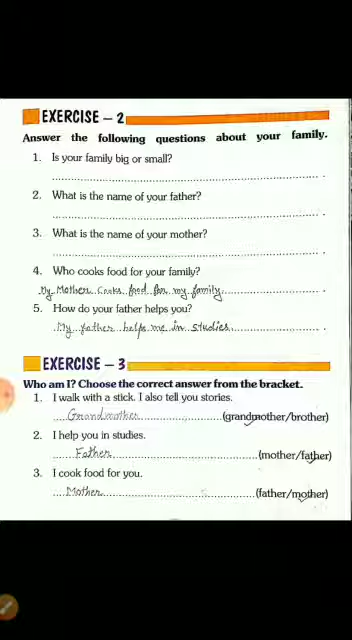 EXERCISE – 2
Answer the following questions about your family.
1. Is your family big or small?
2. What is the name of your father?
3. What is the name of your mother?
4. Who cooks food for your family?
My Mother Cooks food for my family
5. How do your father helps you?
My father helps me in studies
EXERCISE – 3
Who am I? Choose the correct answer from the bracket.
1. I walk with a stick. I also tell you stories.
Grandmother (grandmother/brother)
2. I help you in studies.
Father (mother/father)
3. I cook food for you.
Mother (father/mother)